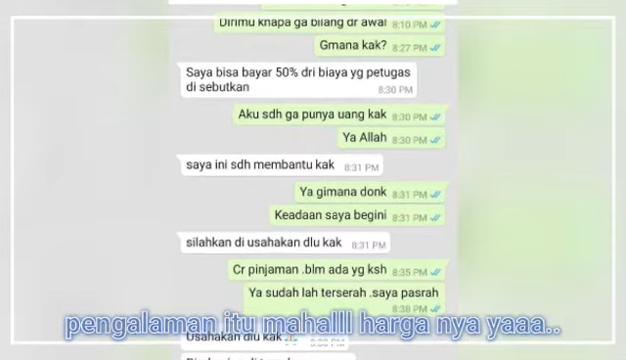 Dirimu knapa ga bilang dr awal
8:10 PM
Gmana kak?
8:27 PM
Saya bisa bayar 50% dri biaya yg petugas
di sebutkan
8:30 PM
Aku sdh ga punya uang kak
8:30 PM
Ya Allah
8:30 PM
saya ini sdh membantu kak
8:31 PM
Ya gimana donk
8:31 PM
Keadaan saya begini
8:31 PM
silahkan di usahakan dlu kak
8:31 PM
Cr pinjaman .blm ada yg ksh
8:35 PM
Ya sudah lah terserah .saya pasrah
8:38 PM
pengalaman itu mahallll harga nya yaaa..
Usahakan dlu kak